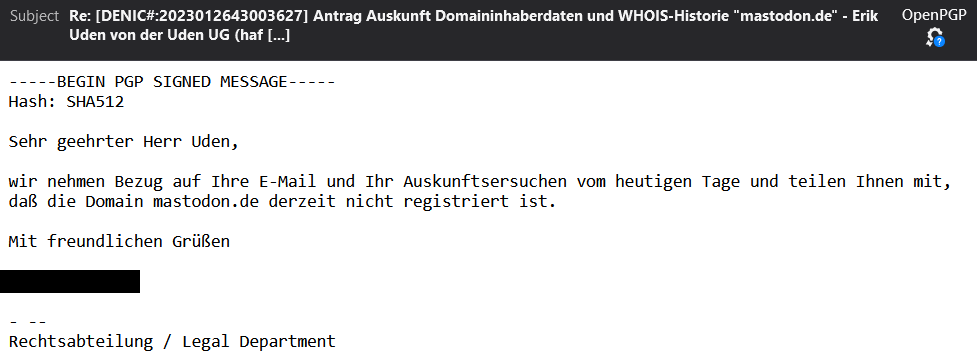 Subject Re: [DENIC#:2023012643003627] Antrag Auskunft Domaininhaberdaten und WHOIS-Historie "mastodon.de" - Erik OpenPGP
Uden von der Uden UG (haf [...]
-----BEGIN PGP SIGNED MESSAGE-----
Hash: SHA512
Sehr geehrter Herr Uden,
wir nehmen Bezug auf Ihre E-Mail und Ihr Auskunftsersuchen vom heutigen Tage und teilen Ihnen mit,
daß die Domain mastodon.de derzeit nicht registriert ist.
Mit freundlichen Grüßen
- --
Rechtsabteilung / Legal Department